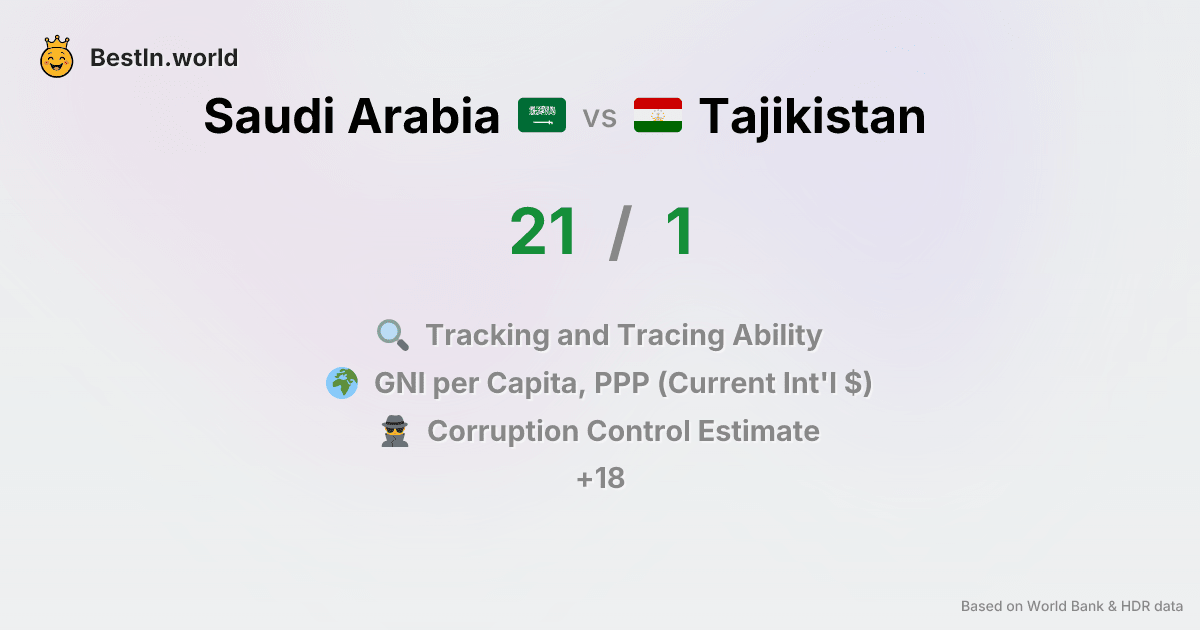 BestIn.world
Saudi Arabia vs Tajikistan
21 / 1
Tracking and Tracing Ability
GNI per Capita, PPP (Current Int'l $)
Corruption Control Estimate
+18
Based on World Bank & HDR data